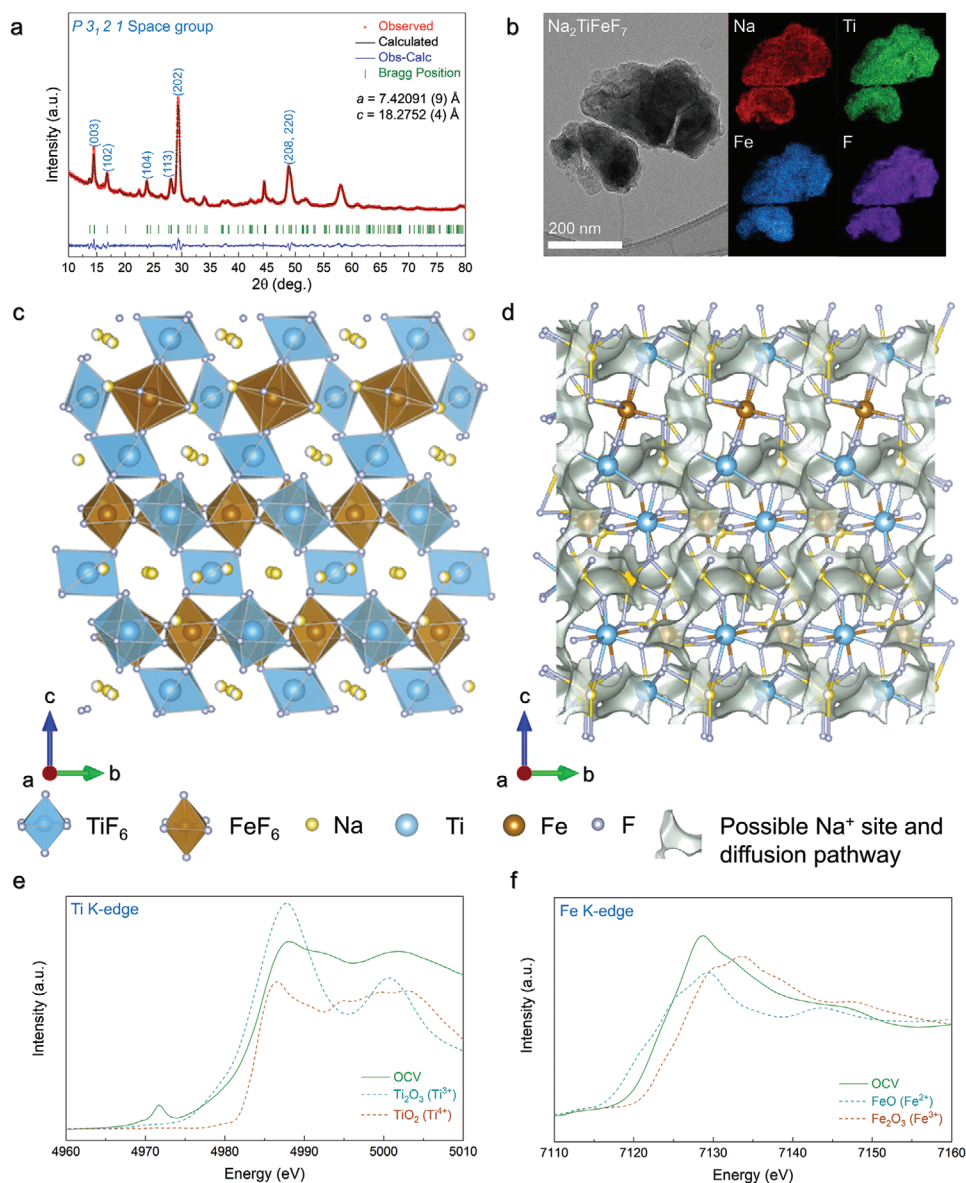 a
P 3₁ 2 1 Space group
Observed
Calculated
Obs-Calc
Bragg Position
a = 7.42091 (9) Å
c = 18.2752 (4) Å
(003)
(102)
(104)
(113)
(202)
(208, 220)
Intensity (a.u.)
10 15 20 25 30 35 40 45 50 55 60 65 70 75 80
2θ (deg.)
b
Na₂TiFeF₇
200 nm
Na
Ti
Fe
F
c
d
c
a
b
c
a
b
TiF₆
FeF₆
Na
Ti
Fe
F
Possible Na⁺ site and
diffusion pathway
e
Ti K-edge
Intensity (a.u.)
OCV
Ti₂O₃ (Ti³⁺)
TiO₂ (Ti⁴⁺)
4960 4970 4980 4990 5000 5010
Energy (eV)
f
Fe K-edge
Intensity (a.u.)
OCV
FeO (Fe²⁺)
Fe₂O₃ (Fe³⁺)
7110 7120 7130 7140 7150 7160
Energy (eV)